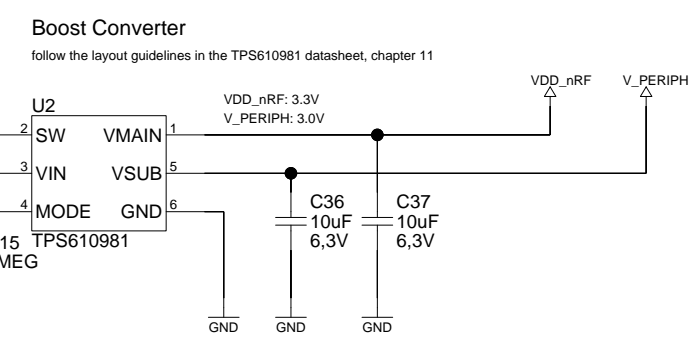 Boost Converter
follow the layout guidelines in the TPS610981 datasheet, chapter 11
VDD_nRF
V_PERIPH
U2
VDD_nRF: 3.3V
V_PERIPH: 3.0V
2 SW VMAIN 1
3 VIN VSUB 5
4 MODE GND 6
TPS610981
15
MEG
C36
10uF
6,3V
C37
10uF
6,3V
GND
GND
GND